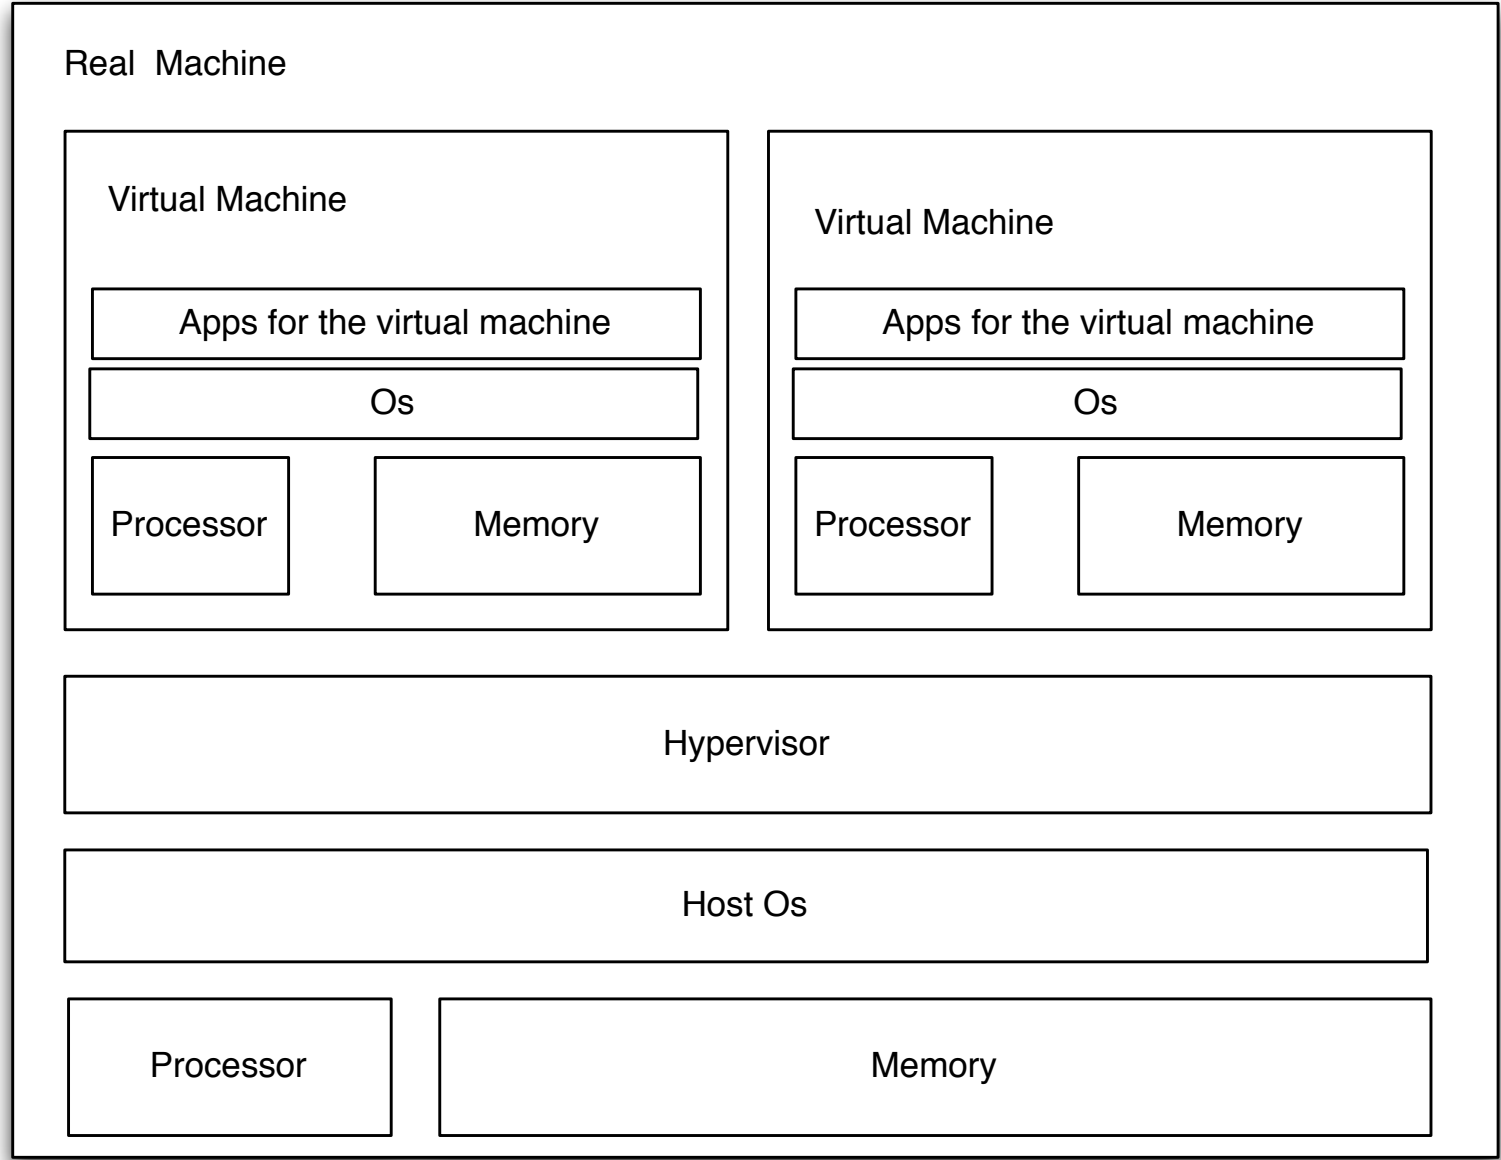 Real Machine
Virtual Machine
Apps for the virtual machine
Os
Processor Memory
Virtual Machine
Apps for the virtual machine
Os
Processor Memory
Hypervisor
Host Os
Processor Memory